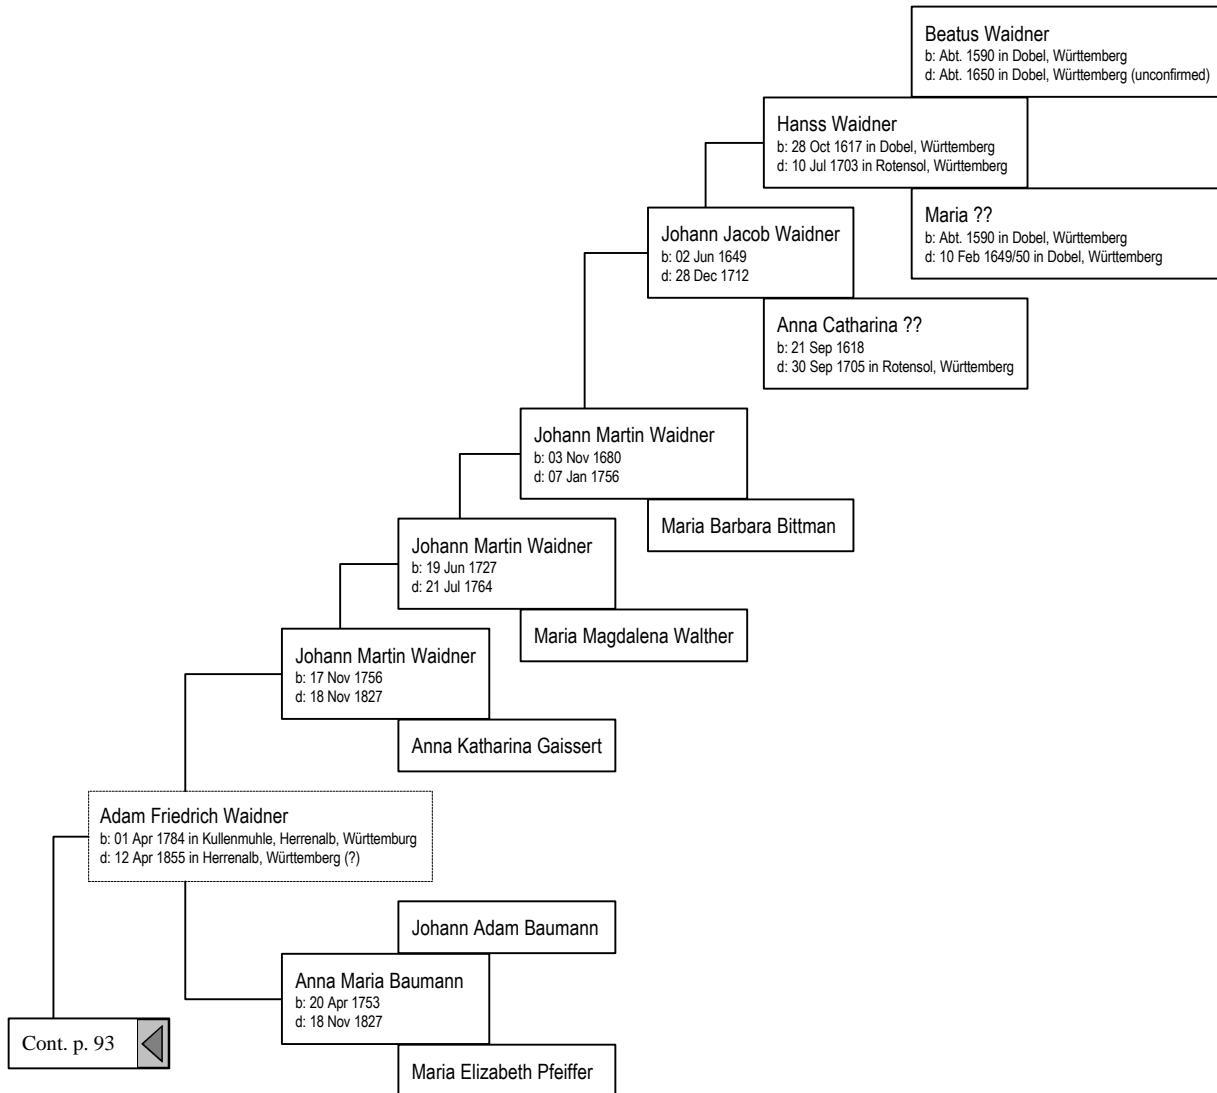 Beatus Waidner
b: Abt. 1590 in Dobel, Württemberg
d: Abt. 1650 in Dobel, Württemberg (unconfirmed)
Hanss Waidner
b: 28 Oct 1617 in Dobel, Württemberg
d: 10 Jul 1703 in Rotensol, Württemberg
Maria ??
b: Abt. 1590 in Dobel, Württemberg
d: 10 Feb 1649/50 in Dobel, Württemberg
Johann Jacob Waidner
b: 02 Jun 1649
d: 28 Dec 1712
Anna Catharina ??
b: 21 Sep 1618
d: 30 Sep 1705 in Rotensol, Württemberg
Johann Martin Waidner
b: 03 Nov 1680
d: 07 Jan 1756
Maria Barbara Bittman
Johann Martin Waidner
b: 19 Jun 1727
d: 21 Jul 1764
Maria Magdalena Walther
Johann Martin Waidner
b: 17 Nov 1756
d: 18 Nov 1827
Anna Katharina Gaissert
Adam Friedrich Waidner
b: 01 Apr 1784 in Kullenmuhle, Herrenalb, Württemburg
d: 12 Apr 1855 in Herrenalb, Württemberg (?)
Johann Adam Baumann
Anna Maria Baumann
b: 20 Apr 1753
d: 18 Nov 1827
Cont. p. 93
Maria Elizabeth Pfeiffer